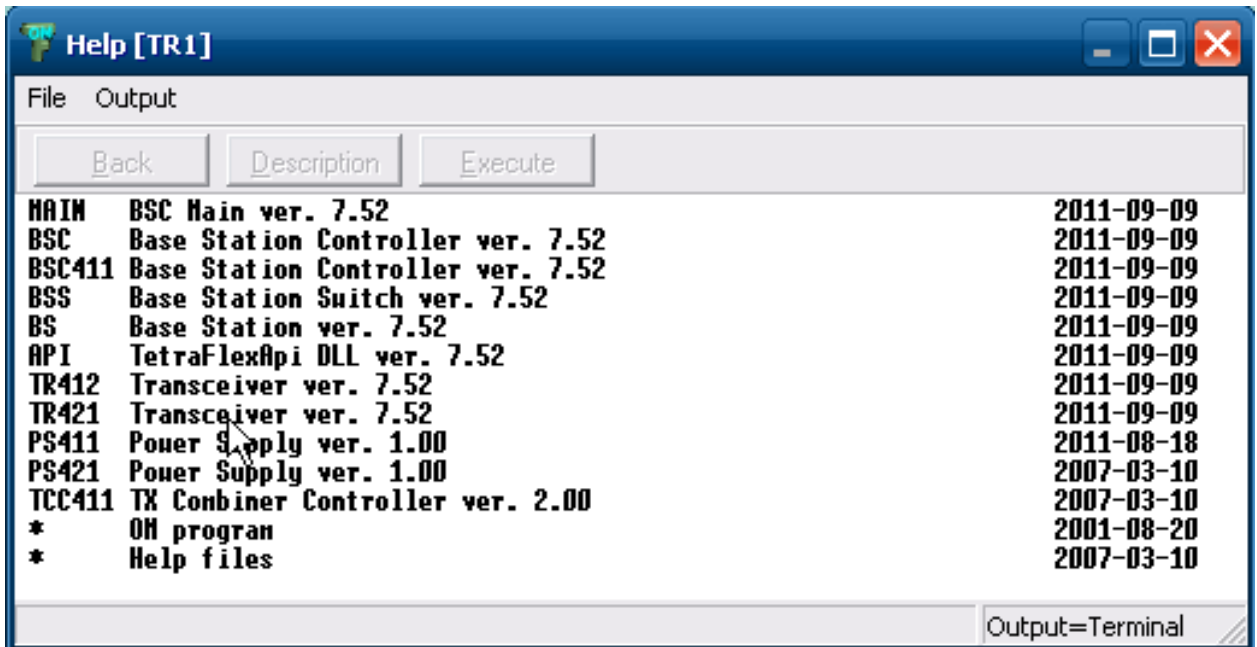 Help [TR1]
File Output
Back Description Execute
MAIN BSC Main ver. 7.52 2011-09-09
BSC Base Station Controller ver. 7.52 2011-09-09
BSC411 Base Station Controller ver. 7.52 2011-09-09
BSS Base Station Switch ver. 7.52 2011-09-09
BS Base Station ver. 7.52 2011-09-09
API TetraFlexApi DLL ver. 7.52 2011-09-09
TR412 Transceiver ver. 7.52 2011-09-09
TR421 Transceiver ver. 7.52 2011-09-09
PS411 Power Supply ver. 1.00 2011-08-18
PS421 Power Supply ver. 1.00 2007-03-10
TCC411 TX Combiner Controller ver. 2.00 2007-03-10
* OM program 2001-08-20
* Help files 2007-03-10
Output=Terminal